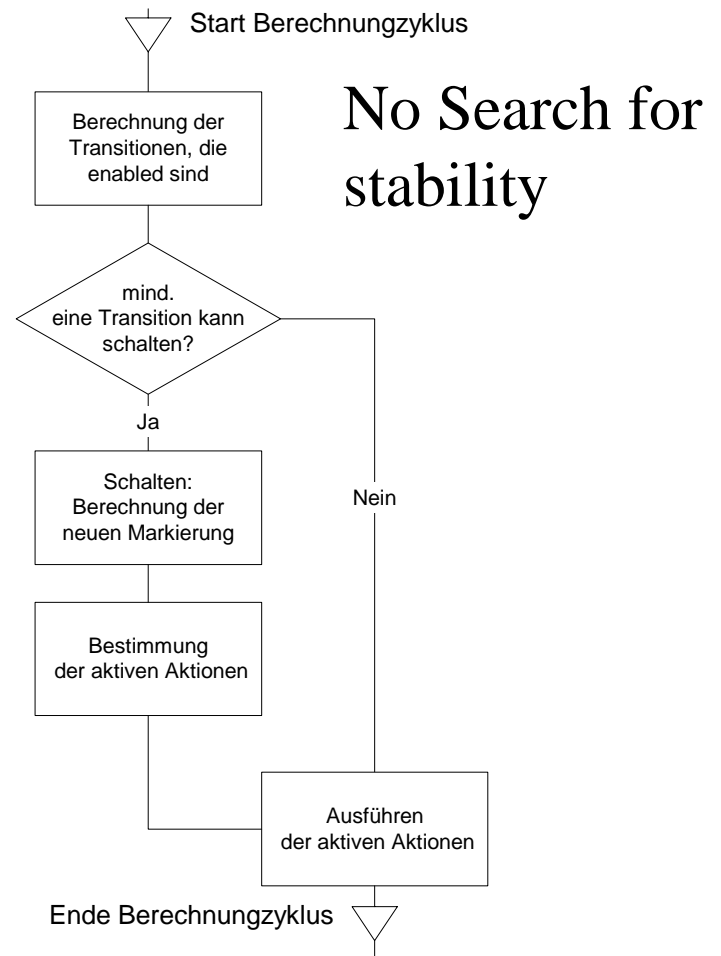 Start Berechnungzyklus
No Search for
stability
Berechnung der
Transitionen, die
enabled sind
mind.
eine Transition kann
schalten?
Ja
Schalten:
Berechnung der
neuen Markierung
Nein
Bestimmung
der aktiven Aktionen
Ausführen
der aktiven Aktionen
Ende Berechnungzyklus